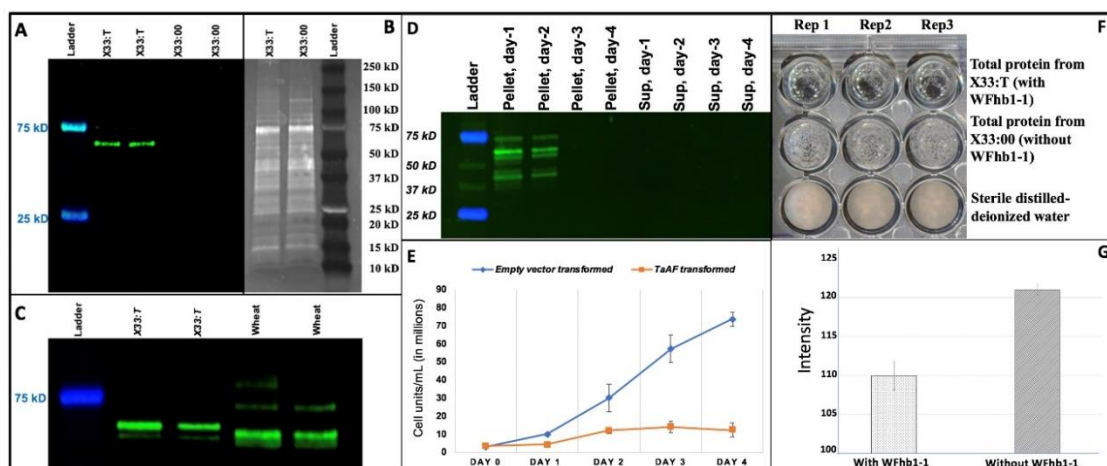 A
Ladder
X33:T
X33:T
X33:00
X33:00
75 kD
25 kD
B
X33:T
X33:00
Ladder
250 kD
150 kD
100 kD
75 kD
50 kD
37 kD
25 kD
20 kD
15 kD
10 kD
C
Ladder
X33:T
X33:T
Wheat
Wheat
75 kD
D
Ladder
Pellet, day-1
Pellet, day-2
Pellet, day-3
Pellet, day-4
Sup, day-1
Sup, day-2
Sup, day-3
Sup, day-4
75 kD
50 kD
37 kD
25 kD
E
Empty vector transformed
TaAF transformed
Cell units/mL (in millions)
90
80
70
60
50
40
30
20
10
0
DAY 0
DAY 1
DAY 2
DAY 3
DAY 4
Rep 1
Rep2
Rep3
F
Total protein from
X33:T (with
WFhb1-1)
Total protein from
X33:00 (without
WFhb1-1)
Sterile distilled-
deionized water
G
Intensity
125
120
115
110
105
100
With WFhb1-1
Without WFhb1-1